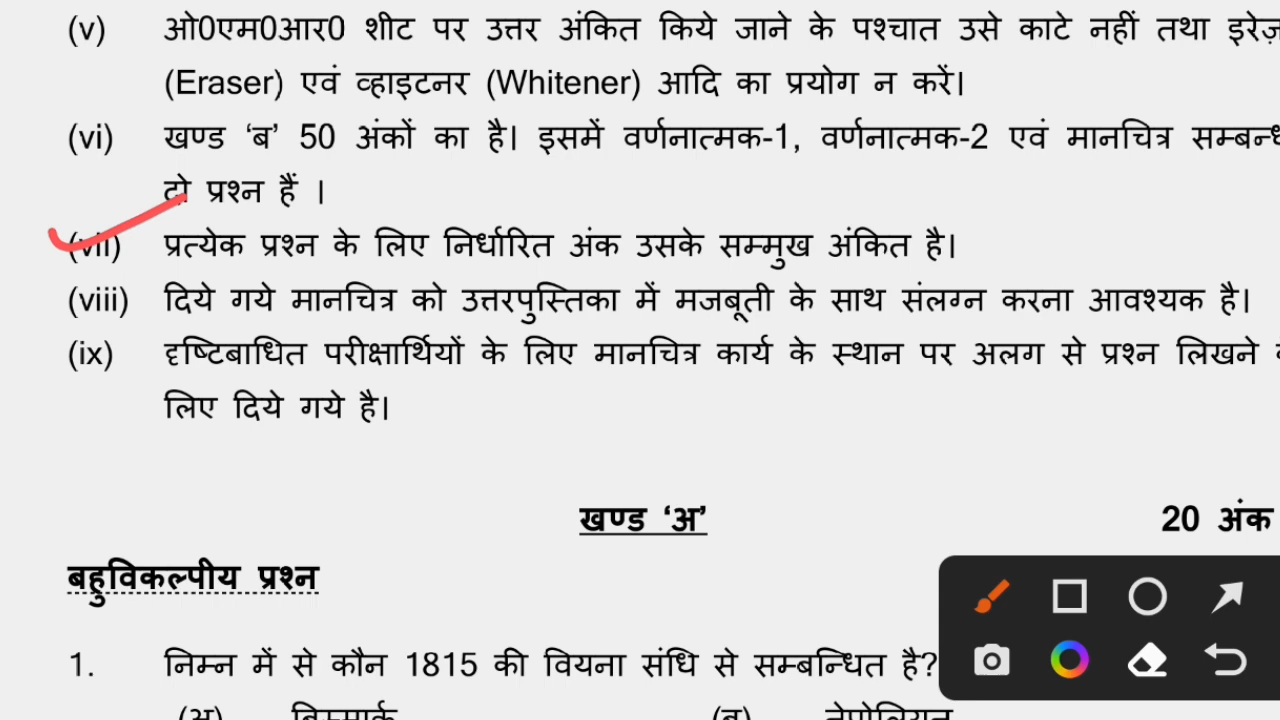 (v) ओ0एम0आर0 शीट पर उत्तर अंकित किये जाने के पश्चात उसे काटे नहीं तथा इरेज़
(Eraser) एवं व्हाइटनर (Whitener) आदि का प्रयोग न करें।
(vi) खण्ड ‘ब’ 50 अंकों का है। इसमें वर्णनात्मक-1, वर्णनात्मक-2 एवं मानचित्र
दो प्रश्न हैं ।
(vii) प्रत्येक प्रश्न के लिए निर्धारित अंक उसके सम्मुख अंकित है।
(viii) दिये गये मानचित्र को उत्तरपुस्तिका में मजबूती के साथ संलग्न करना आवश्यक है।
(ix) दृष्टिबाधित परीक्षार्थियों के लिए मानचित्र कार्य के स्थान पर अलग से प्रश्न लिखने
लिए दिये गये है।
खण्ड ‘अ’ 20 अंक
बहुविकल्पीय प्रश्न
1. निम्न में से कौन 1815 की वियना संधि से सम्बन्धित है?
(अ) बिस्मार्क (ब) नेपोलियन